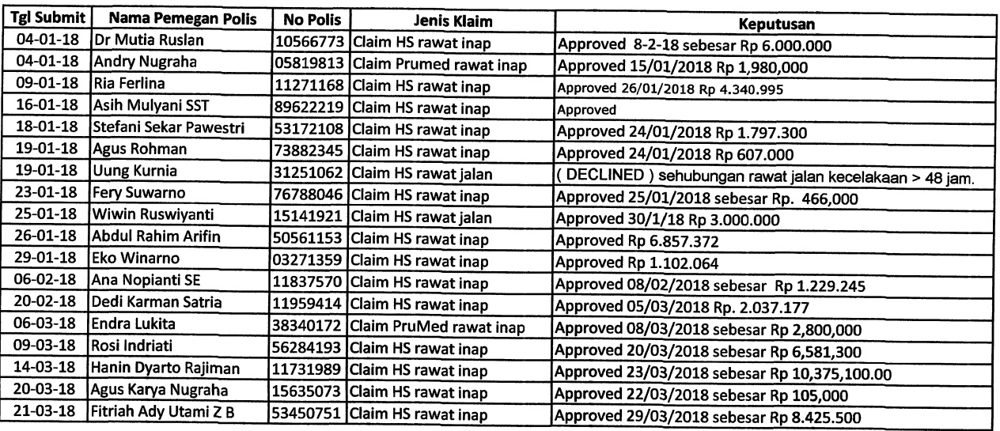 Tgl Submit Nama Pemegan Polis No Polis Jenis Klaim Keputusan
04-01-18 Dr Mutia Ruslan 10566773 Claim HS rawat inap Approved 8-2-18 sebesar Rp 6.000.000
04-01-18 Andry Nugraha 05819813 Claim Prumed rawat inap Approved 15/01/2018 Rp 1,980,000
09-01-18 Ria Ferlina 11271168 Claim HS rawat inap Approved 26/01/2018 Rp 4.340.995
16-01-18 Asih Mulyani SST 89622219 Claim HS rawat inap Approved
18-01-18 Stefani Sekar Pawestri 53172108 Claim HS rawat inap Approved 24/01/2018 Rp 1.797.300
19-01-18 Agus Rohman 73882345 Claim HS rawat inap Approved 24/01/2018 Rp 607.000
19-01-18 Uung Kurnia 31251062 Claim HS rawat jalan ( DECLINED ) sehubungan rawat jalan kecelakaan > 48 jam.
23-01-18 Fery Suwarno 76788046 Claim HS rawat inap Approved 25/01/2018 sebesar Rp. 466,000
25-01-18 Wiwin Ruswiyanti 15141921 Claim HS rawat jalan Approved 30/1/18 Rp 3.000.000
26-01-18 Abdul Rahim Arifin 50561153 Claim HS rawat inap Approved Rp 6.857.372
29-01-18 Eko Winarno 03271359 Claim HS rawat inap Approved Rp 1.102.064
06-02-18 Ana Nopianti SE 11837570 Claim HS rawat inap Approved 08/02/2018 sebesar Rp 1.229.245
20-02-18 Dedi Karman Satria 11959414 Claim HS rawat inap Approved 05/03/2018 Rp. 2.037.177
06-03-18 Endra Lukita 38340172 Claim PruMed rawat inap Approved 08/03/2018 sebesar Rp 2,800,000
09-03-18 Rosi Indriati 56284193 Claim HS rawat inap Approved 20/03/2018 sebesar Rp 6,581,300
14-03-18 Hanin Dyarto Rajiman 11731989 Claim HS rawat inap Approved 23/03/2018 sebesar Rp 10,375,100.00
20-03-18 Agus Karya Nugraha 15635073 Claim HS rawat inap Approved 22/03/2018 sebesar Rp 105,000
21-03-18 Fitriah Ady Utami Z B 53450751 Claim HS rawat inap Approved 29/03/2018 sebesar Rp 8.425.500